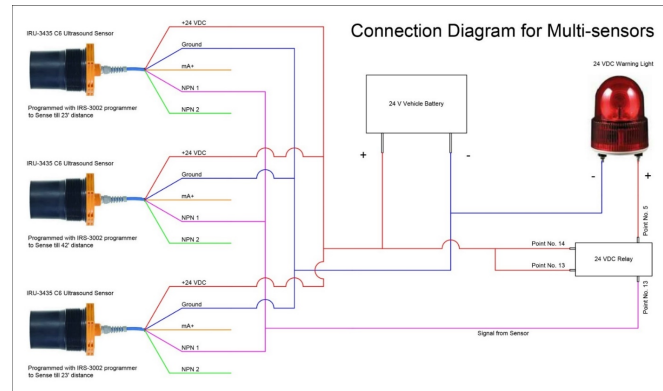 Connection Diagram for Multi-sensors
IRU-3435 C6 Ultrasound Sensor
+24 VDC
Ground
mA+
NPN 1
NPN 2
Programmed with IRS-3002 programmer
to Sense till 23' distance
24 V Vehicle Battery
+
-
24 VDC Warning Light
-
+
IRU-3435 C6 Ultrasound Sensor
+24 VDC
Ground
mA+
NPN 1
NPN 2
Programmed with IRS-3002 programmer
to Sense till 42' distance
Point No. 5
Point No. 14
Point No. 13
24 VDC Relay
Point No. 13
IRU-3435 C6 Ultrasound Sensor
+24 VDC
Ground
mA+
NPN 1
NPN 2
Programmed with IRS-3002 programmer
to Sense till 23' distance
Signal from Sensor